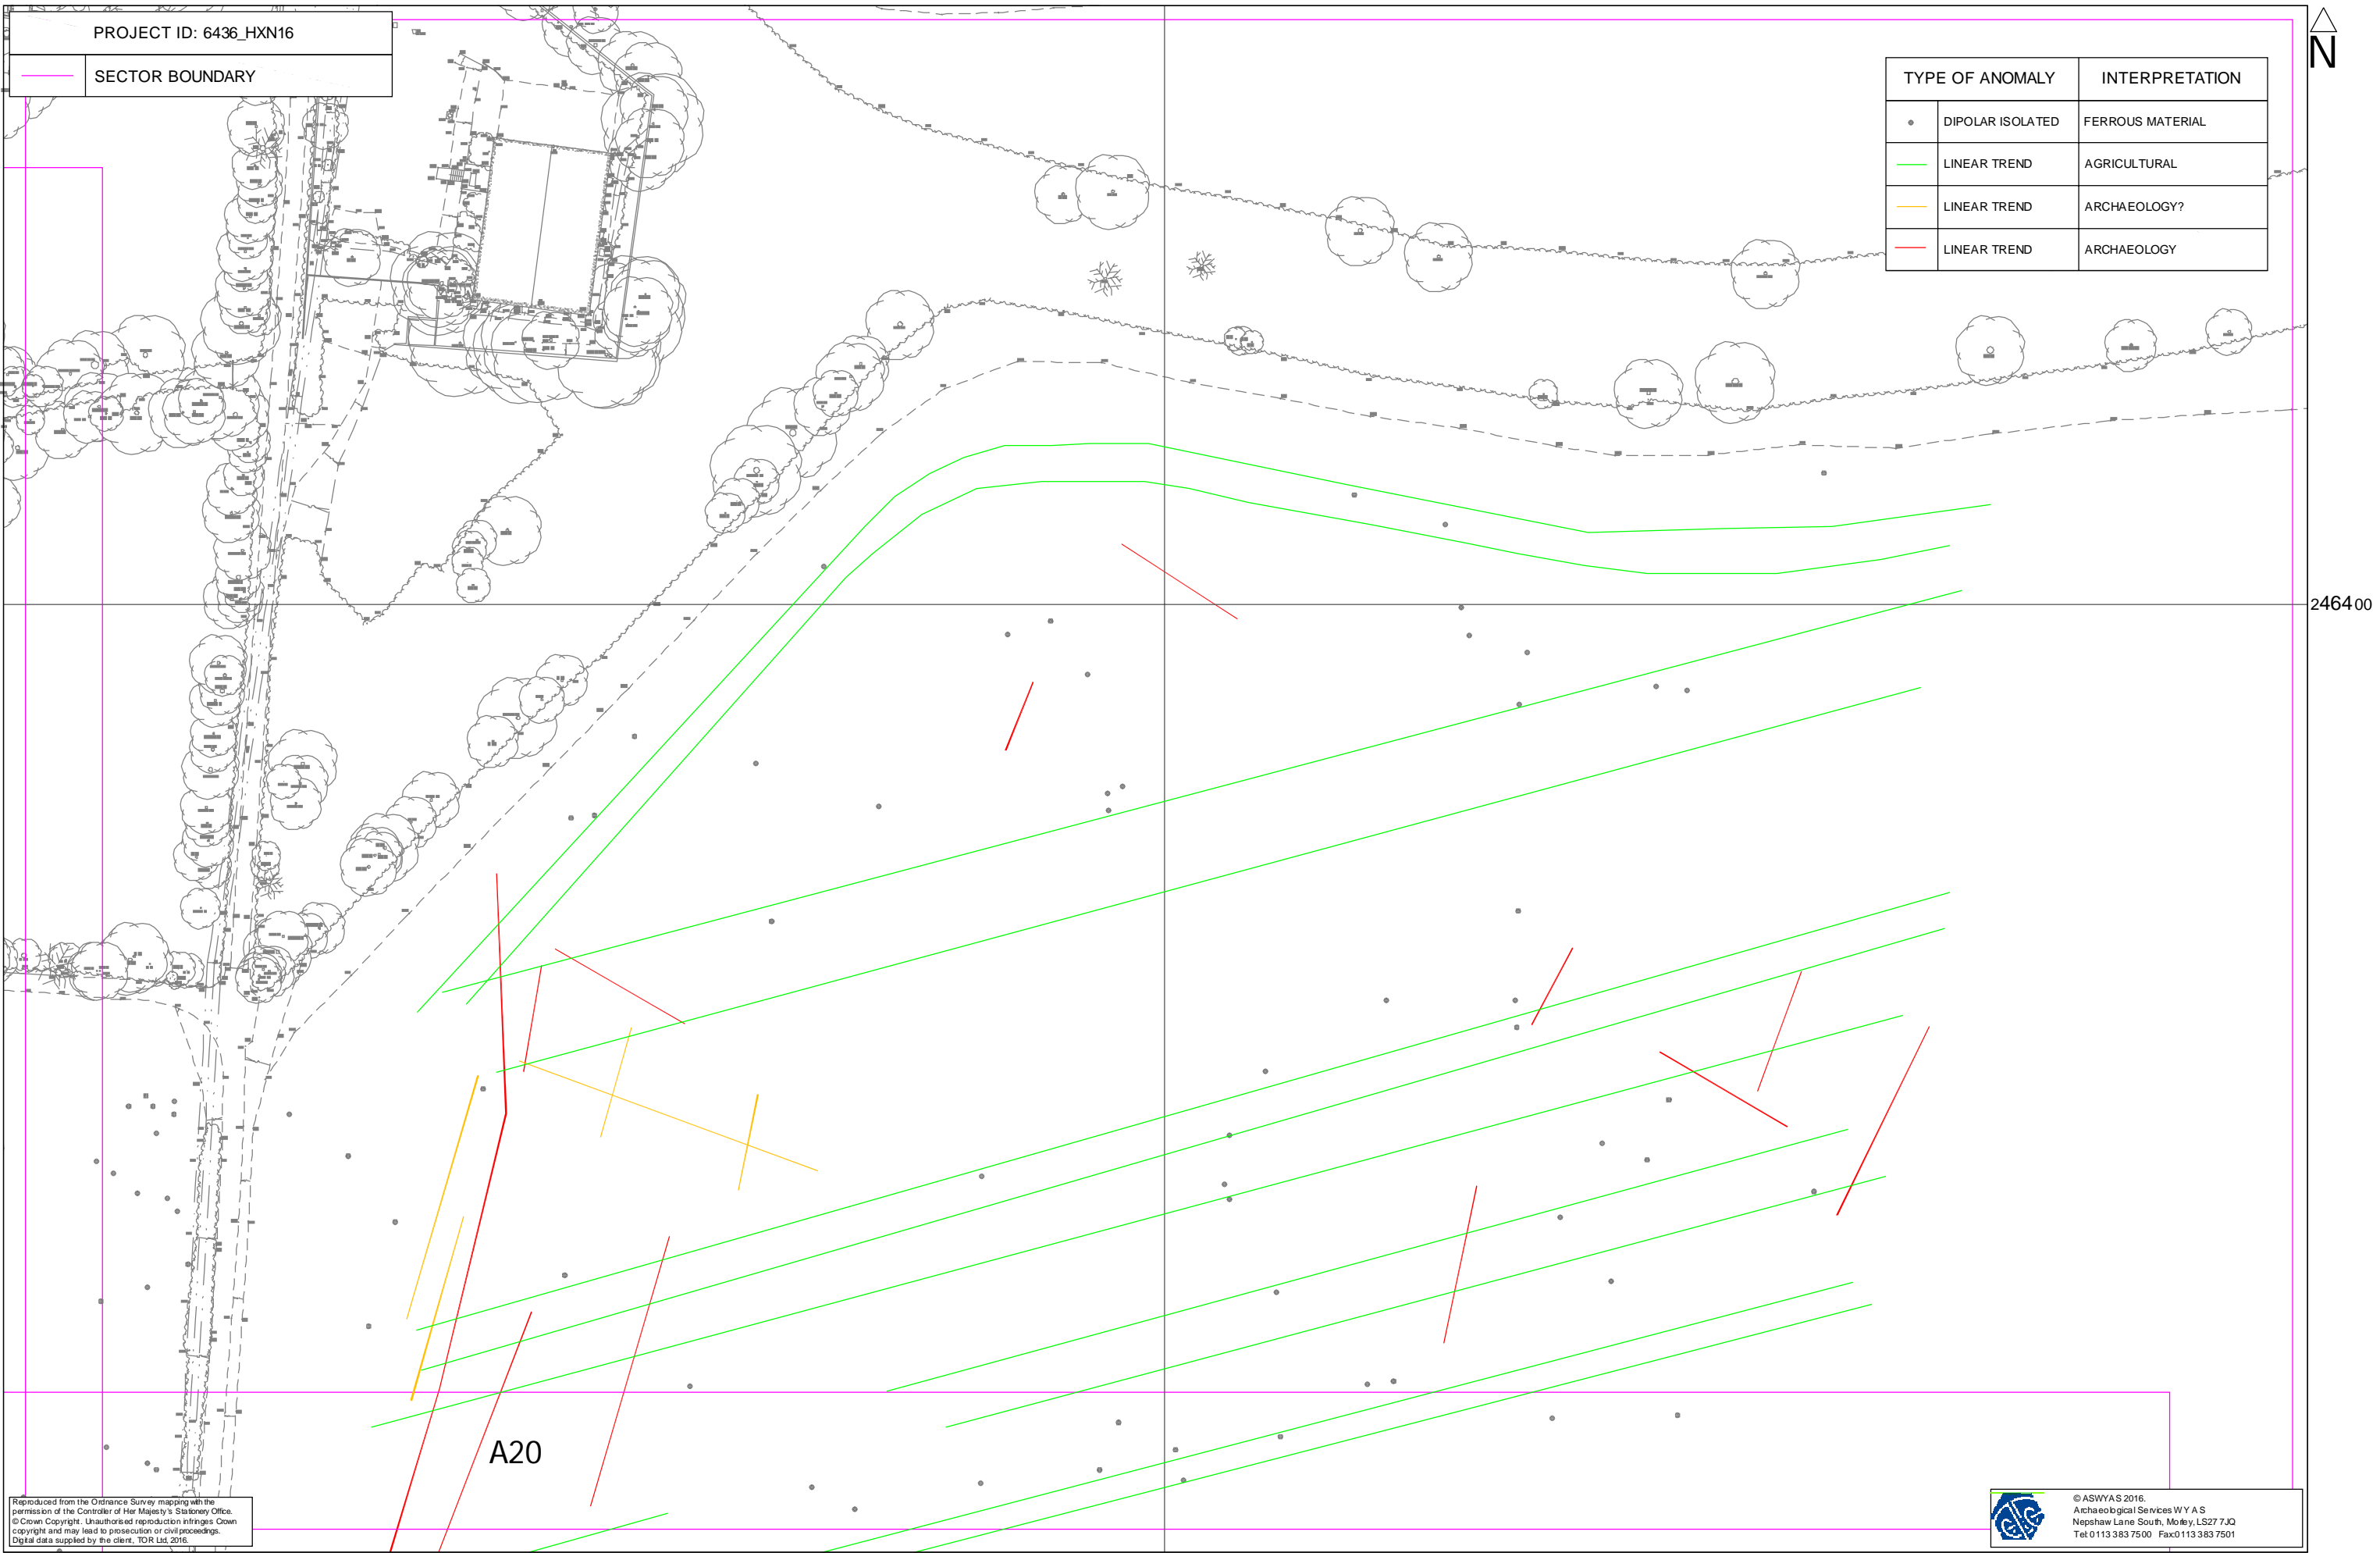 PROJECT ID: 6436_HXN16
SECTOR BOUNDARY
N
TYPE OF ANOMALY INTERPRETATION
DIPOLAR ISOLATED FERROUS MATERIAL
LINEAR TREND AGRICULTURAL
LINEAR TREND ARCHAEOLOGY?
LINEAR TREND ARCHAEOLOGY
246400
A20
Reproduced from the Ordnance Survey mapping with the
permission of the Controller of Her Majesty's Stationery Office.
© Crown Copyright. Unauthorised reproduction infringes Crown
copyright and may lead to prosecution or civil proceedings.
Digital data supplied by the client, TOR Ltd, 2016.
© ASWYAS 2016.
Archaeological Services W Y A S
Nepshaw Lane South, Morley, LS27 7JQ
Tel: 0113 383 7500 Fax: 0113 383 7501